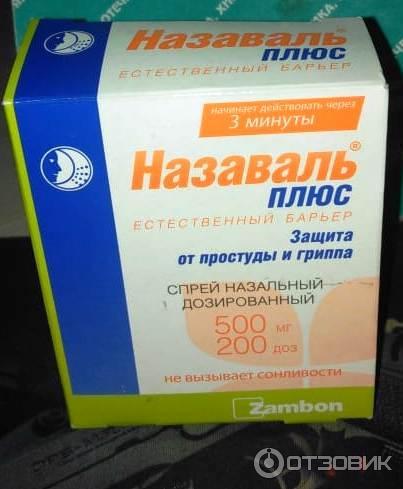 Назаваль
ПЛЮС
ЕСТЕСТВЕННЫЙ БАРЬЕР
начинает действовать через
3 минуты
Назаваль®
ПЛЮС
ЕСТЕСТВЕННЫЙ БАРЬЕР
Защита
от простуды и гриппа
СПРЕЙ НАЗАЛЬНЫЙ
ДОЗИРОВАННЫЙ
500 мг
200 доз
не вызывает сонливости
Zambon
ОТЗОВИК